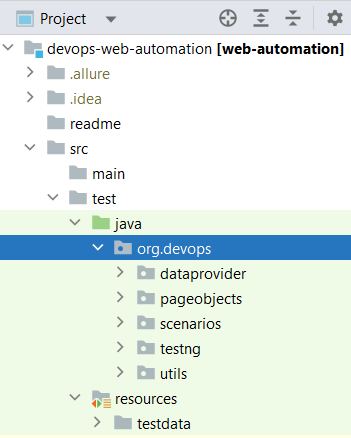 Project
devops-web-automation [web-automation]
.allure
.idea
readme
src
main
test
java
org.devops
dataprovider
pageobjects
scenarios
testng
utils
resources
testdata